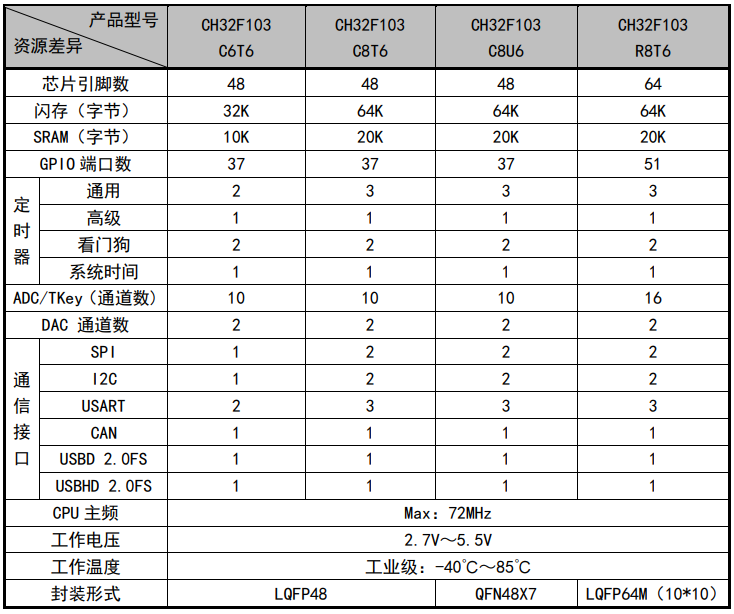 产品型号
资源差异
CH32F103 C6T6 CH32F103 C8T6 CH32F103 C8U6 CH32F103 R8T6
芯片引脚数 48 48 48 64
闪存（字节） 32K 64K 64K 64K
SRAM（字节） 10K 20K 20K 20K
GPIO 端口数 37 37 37 51
定时器
通用 2 3 3 3
高级 1 1 1 1
看门狗 2 2 2 2
系统时间 1 1 1 1
ADC/TKey（通道数） 10 10 10 16
DAC 通道数 2 2 2 2
通信接口
SPI 1 2 2 2
I2C 1 2 2 2
USART 2 3 3 3
CAN 1 1 1 1
USBD 2.0FS 1 1 1 1
USBHD 2.0FS 1 1 1 1
CPU 主频 Max：72MHz
工作电压 2.7V～5.5V
工作温度 工业级：-40℃～85℃
封装形式 LQFP48 QFN48X7 LQFP64M（10*10）